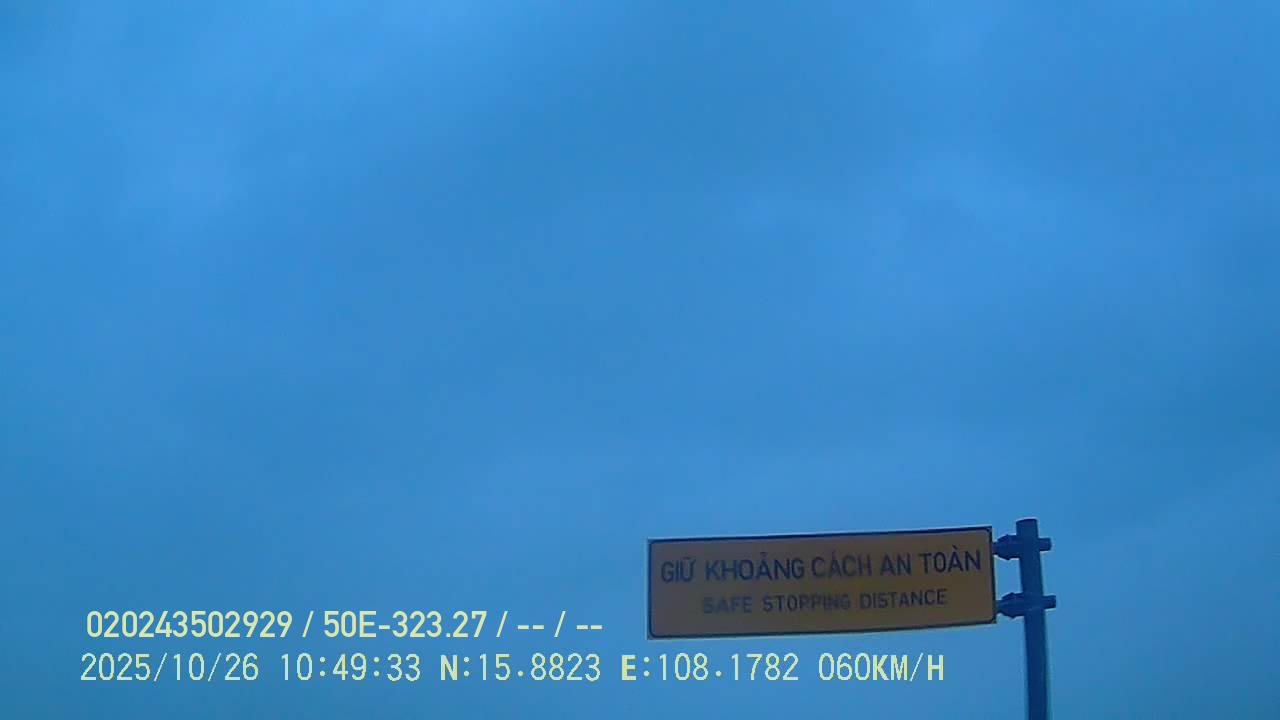 GIỮ KHOẢNG CÁCH AN TOÀN
SAFE STOPPING DISTANCE
020243502929 / 50E-323.27 / -- / --
2025/10/26 10:49:33 N:15.8823 E:108.1782 060KM/H